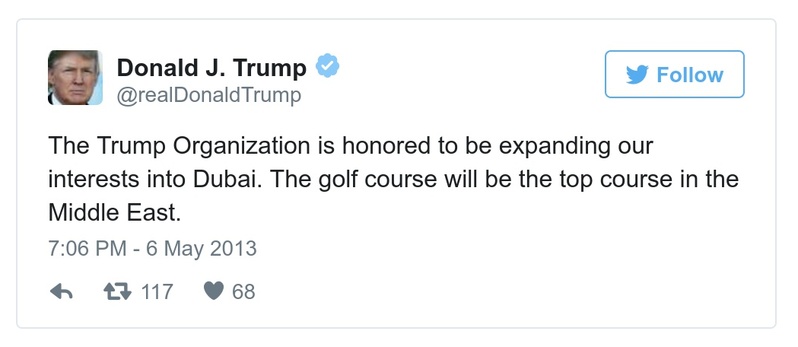 Donald J. Trump
@realDonaldTrump
Follow
The Trump Organization is honored to be expanding our
interests into Dubai. The golf course will be the top course in the
Middle East.
7:06 PM - 6 May 2013
117 68